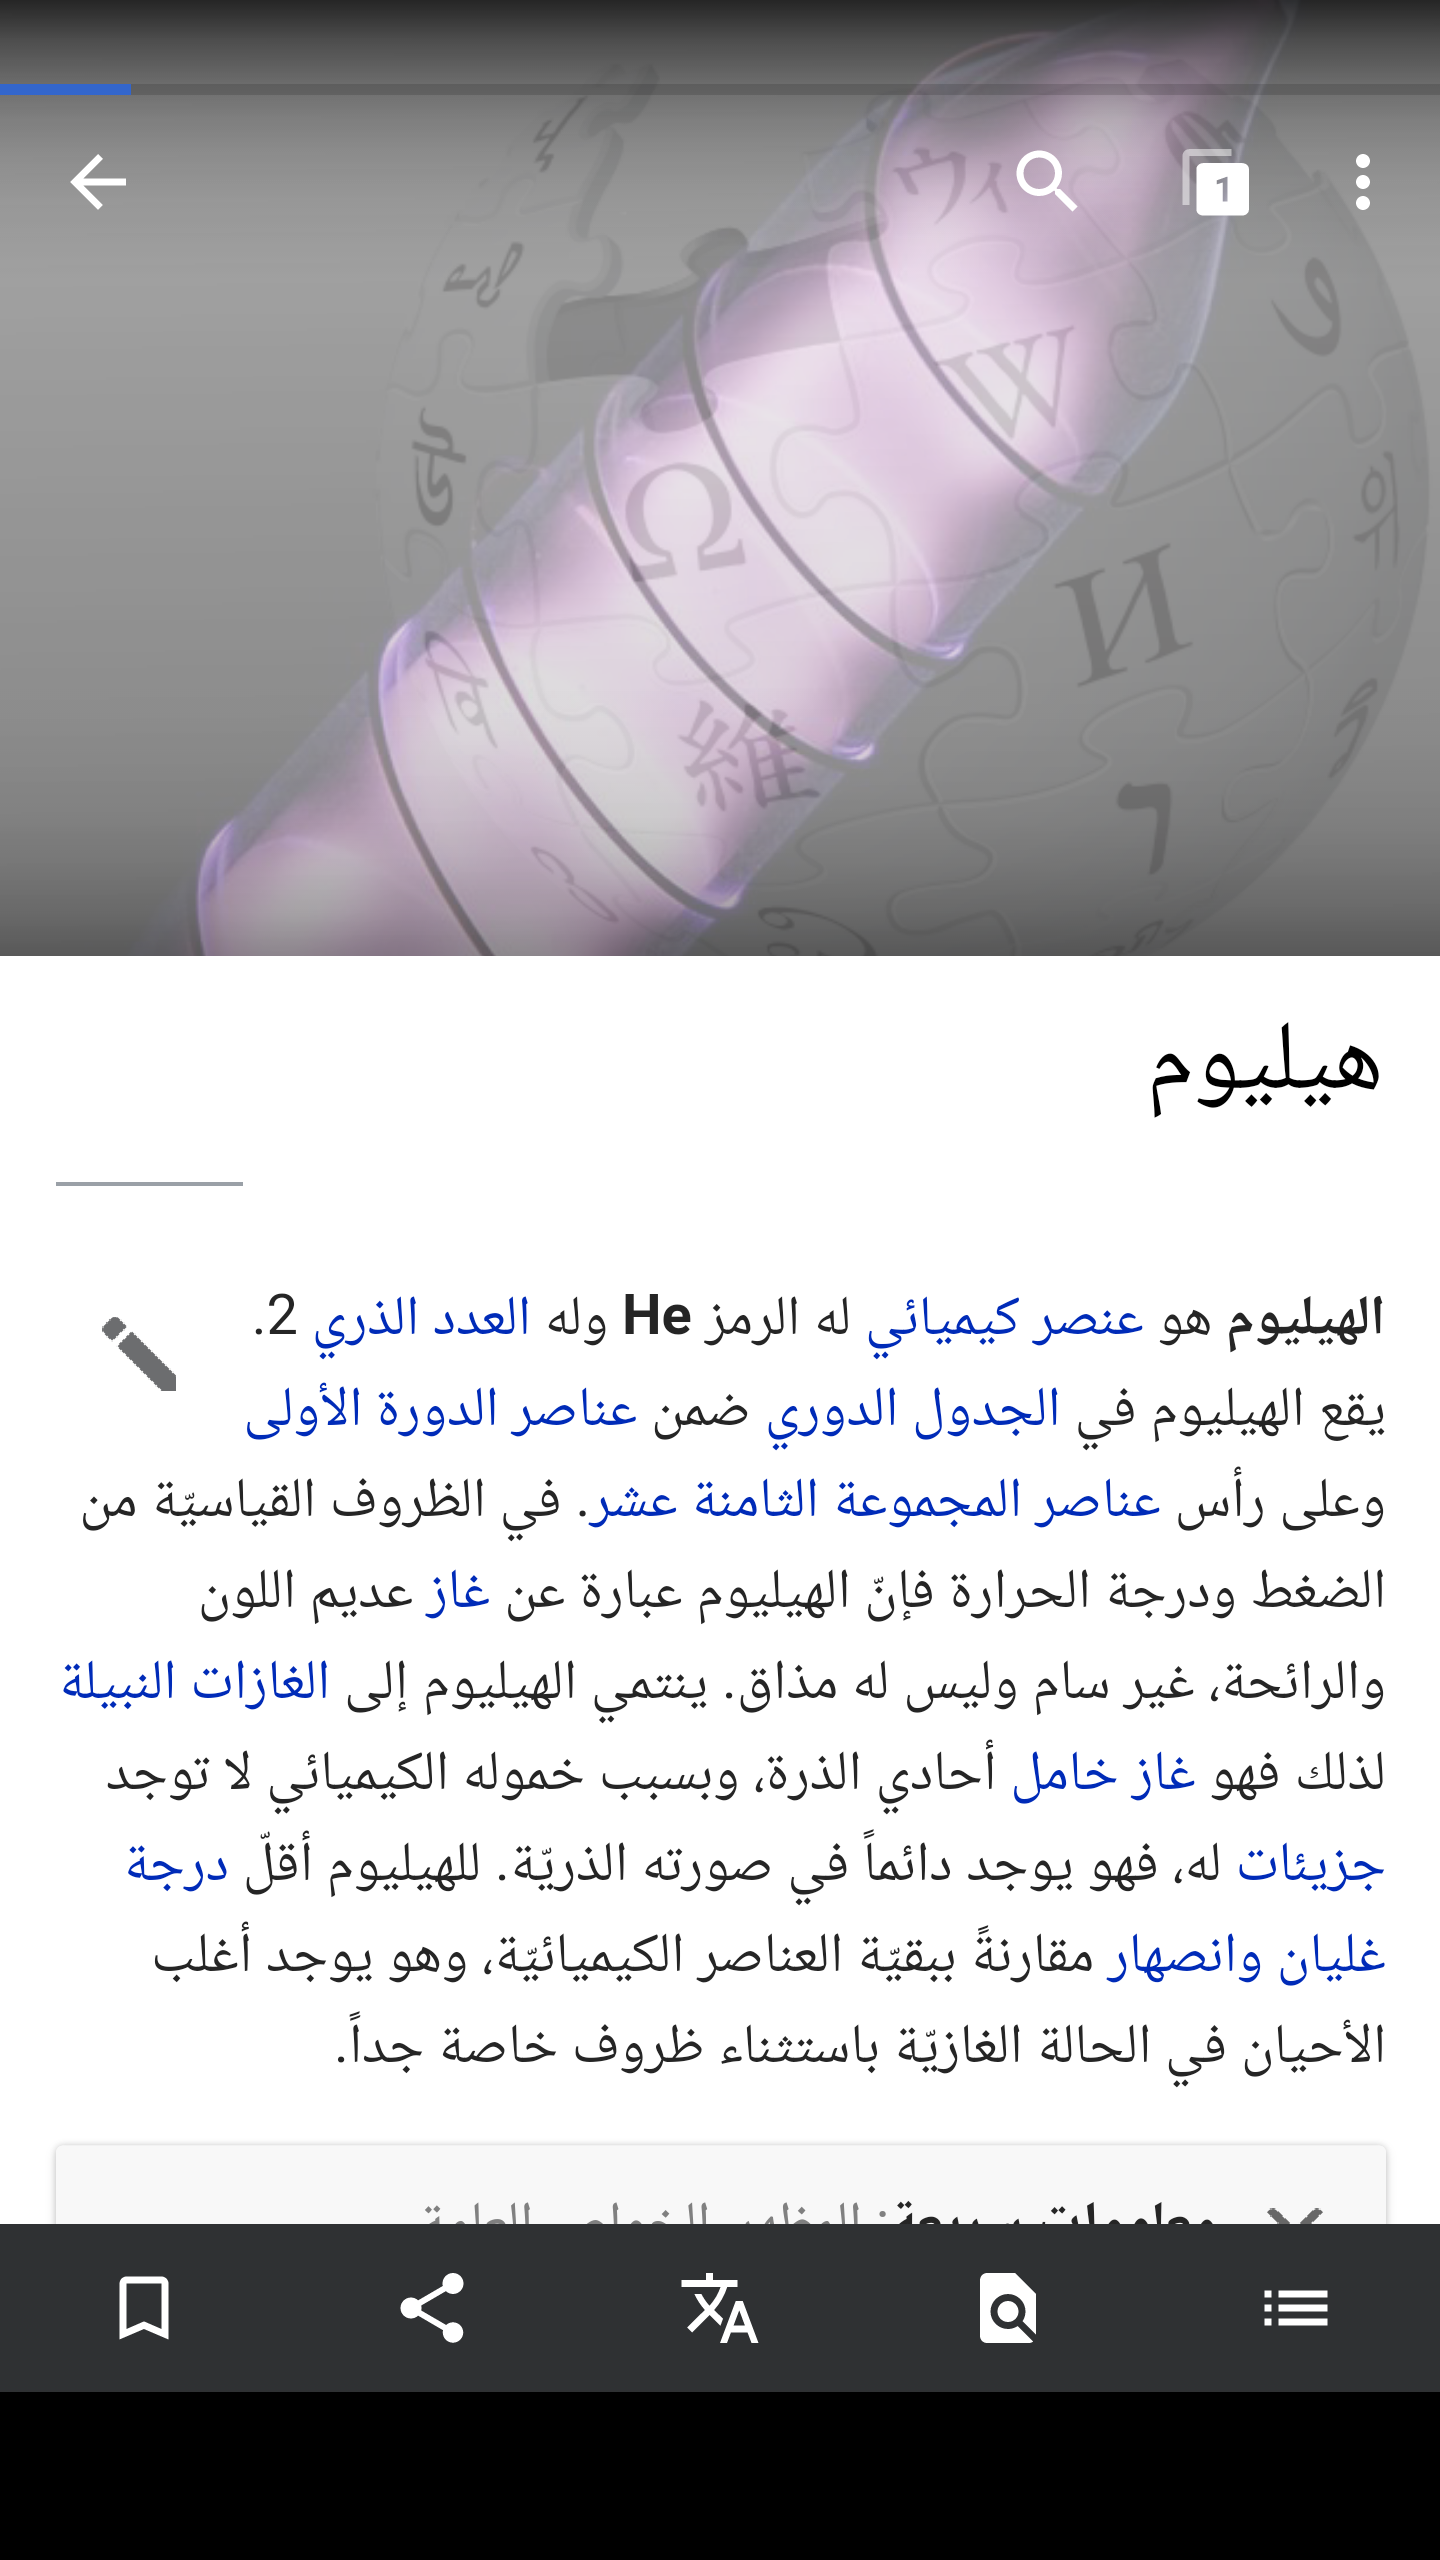 1
ウィ
W
Ω
И
維
و
ר
هيليوم
الهيليوم هو عنصر كيميائي له الرمز He وله العدد الذري 2.
يقع الهيليوم في الجدول الدوري ضمن عناصر الدورة الأولى
وعلى رأس عناصر المجموعة الثامنة عشر. في الظروف القياسيّة من
الضغط ودرجة الحرارة فإنّ الهيليوم عبارة عن غاز عديم اللون
والرائحة، غير سام وليس له مذاق. ينتمي الهيليوم إلى الغازات النبيلة
لذلك فهو غاز خامل أحادي الذرة، وبسبب خموله الكيميائي لا توجد
جزيئات له، فهو يوجد دائماً في صورته الذريّة. للهيليوم أقلّ درجة
غليان وانصهار مقارنةً ببقيّة العناصر الكيميائيّة، وهو يوجد أغلب
الأحيان في الحالة الغازيّة باستثناء ظروف خاصة جداً.